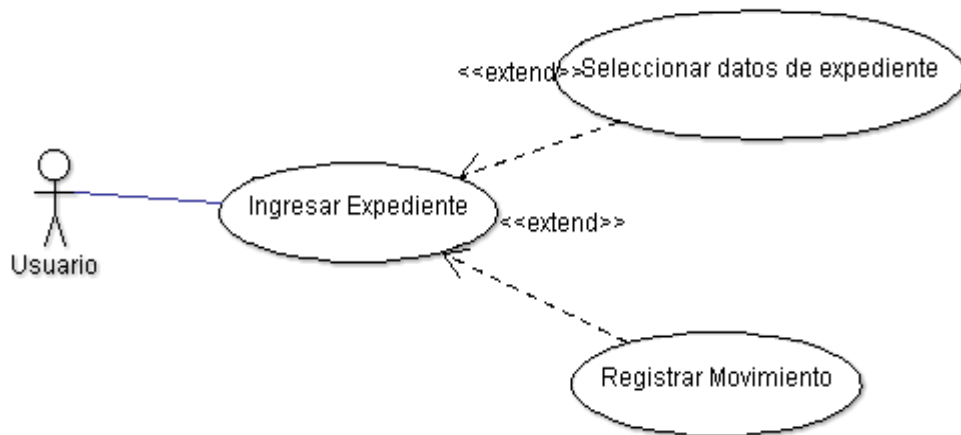 <<extend>>
Seleccionar datos de expediente
Ingresar Expediente
<<extend>>
Usuario
Registrar Movimiento